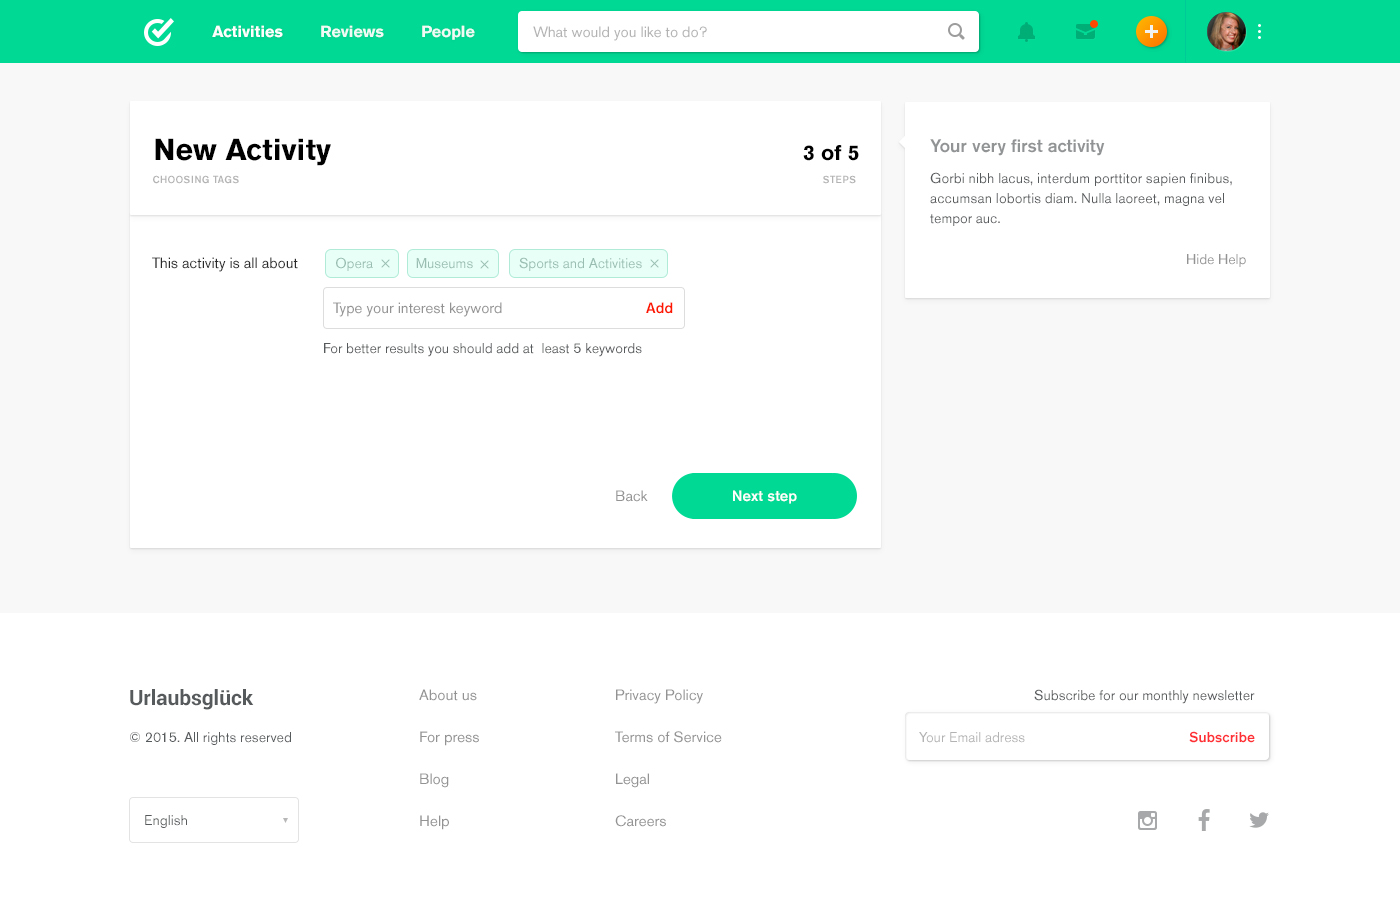 Activities
Reviews
People
What would you like to do?
New Activity
CHOOSING TAGS
3 of 5
STEPS
This activity is all about
Opera
Museums
Sports and Activities
Type your interest keyword
Add
For better results you should add at least 5 keywords
Back
Next step
Your very first activity
Gorbi nibh lacus, interdum porttitor sapien finibus,
accumsan lobortis diam. Nulla laoreet, magna vel
tempor auc.
Hide Help
Urlaubsglück
© 2015. All rights reserved
English
About us
For press
Blog
Help
Privacy Policy
Terms of Service
Legal
Careers
Subscribe for our monthly newsletter
Your Email adress
Subscribe